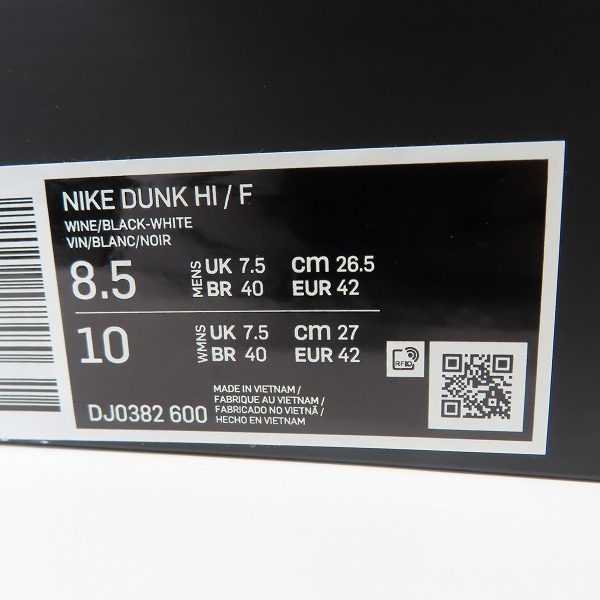 NIKE DUNK HI / F
WINE/BLACK-WHITE
VIN/BLANC/NOIR
8.5 MENS UK 7.5 cm 26.5
BR 40 EUR 42
10 WMNS UK 7.5 cm 27
BR 40 EUR 42
RFID
DJ0382 600
MADE IN VIETNAM /
FABRIQUE AU VIETNAM /
FABRICADO NO VIETNÃ /
HECHO EN VIETNAM